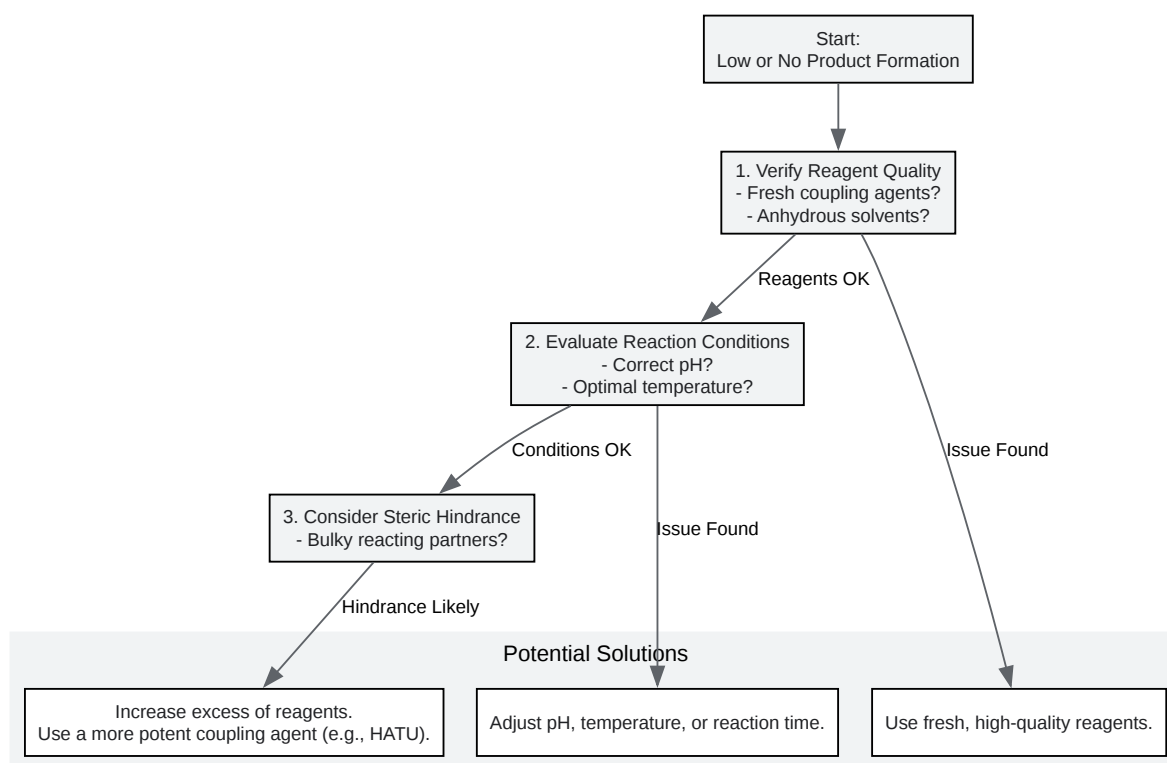 Start:
Low or No Product Formation
1. Verify Reagent Quality
- Fresh coupling agents?
- Anhydrous solvents?
Reagents OK
2. Evaluate Reaction Conditions
- Correct pH?
- Optimal temperature?
Conditions OK
Issue Found
3. Consider Steric Hindrance
- Bulky reacting partners?
Issue Found
Hindrance Likely
Potential Solutions
Increase excess of reagents.
Use a more potent coupling agent (e.g., HATU).
Adjust pH, temperature, or reaction time.
Use fresh, high-quality reagents.